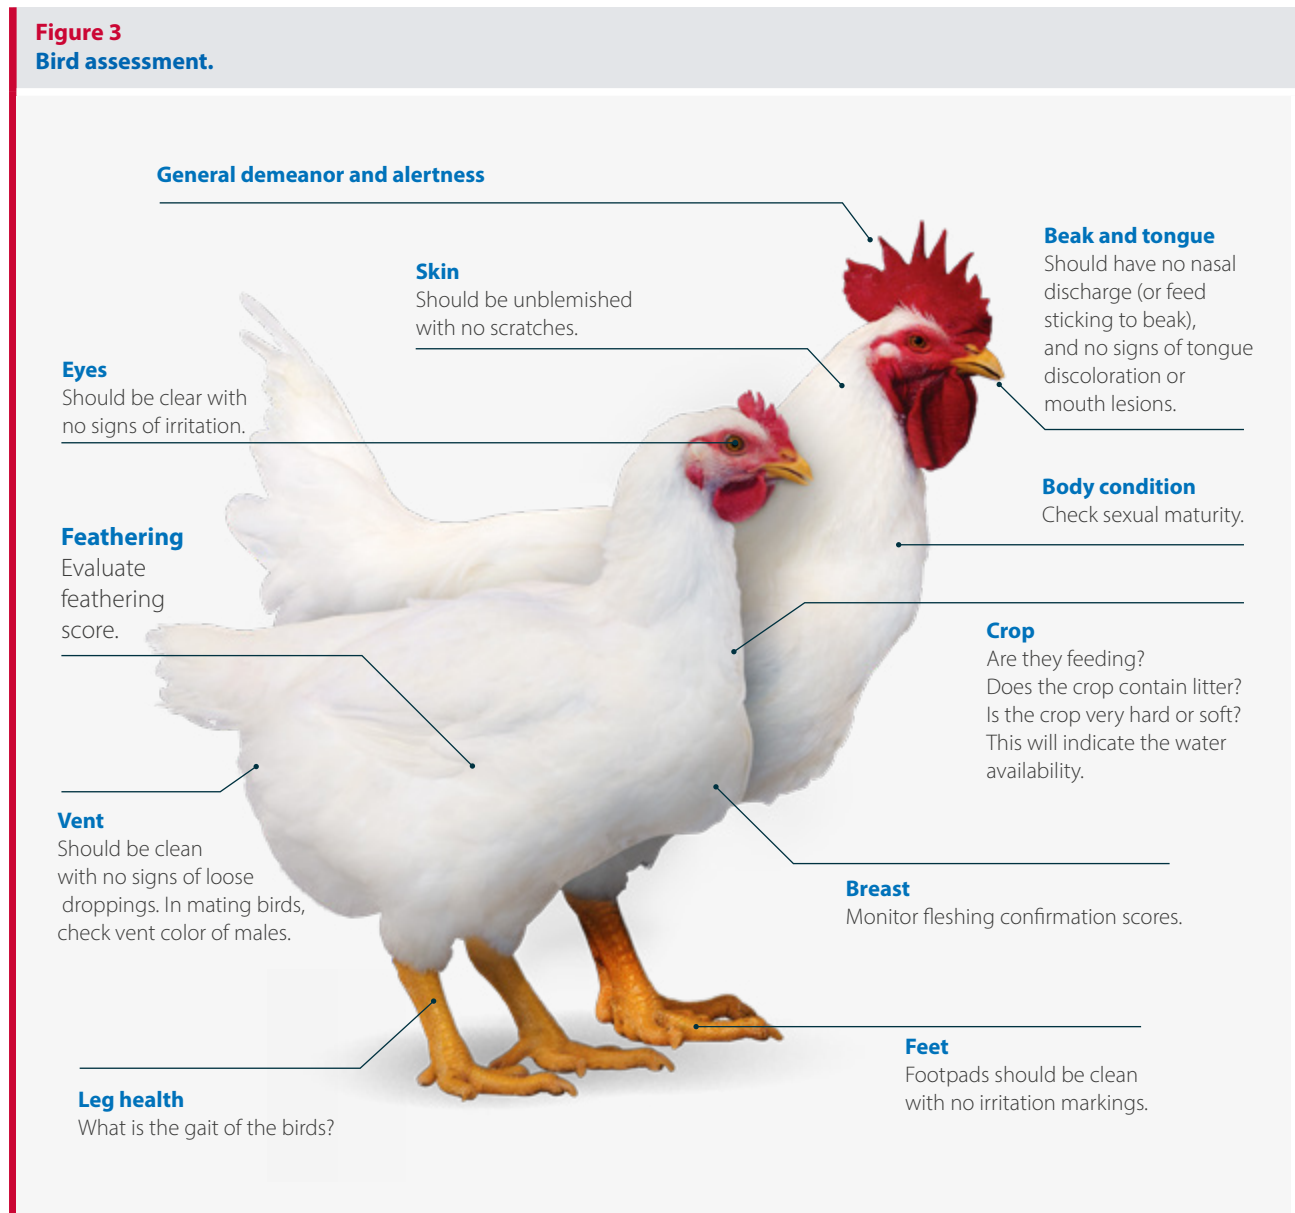 Figure 3
Bird assessment.
General demeanor and alertness
Skin
Should be unblemished
with no scratches.
Eyes
Should be clear with
no signs of irritation.
Beak and tongue
Should have no nasal
discharge (or feed
sticking to beak),
and no signs of tongue
discoloration or
mouth lesions.
Body condition
Check sexual maturity.
Feathering
Evaluate
feathering
score.
Crop
Are they feeding?
Does the crop contain litter?
Is the crop very hard or soft?
This will indicate the water
availability.
Vent
Should be clean
with no signs of loose
droppings. In mating birds,
check vent color of males.
Breast
Monitor fleshing confirmation scores.
Feet
Footpads should be clean
with no irritation markings.
Leg health
What is the gait of the birds?